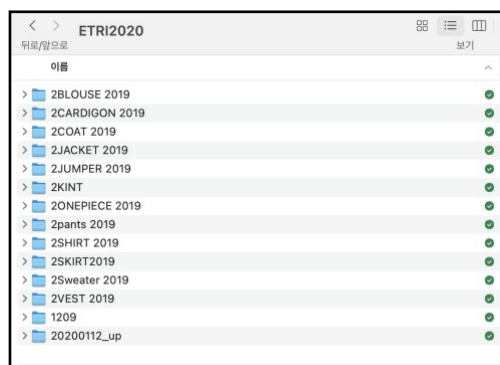 ETRI2020
뒤로/앞으로
보기
이름
2BLOUSE 2019
2CARDIGON 2019
2COAT 2019
2JACKET 2019
2JUMPER 2019
2KINT
2ONEPIECE 2019
2pants 2019
2SHIRT 2019
2SKIRT2019
2Sweater 2019
2VEST 2019
1209
20200112_up